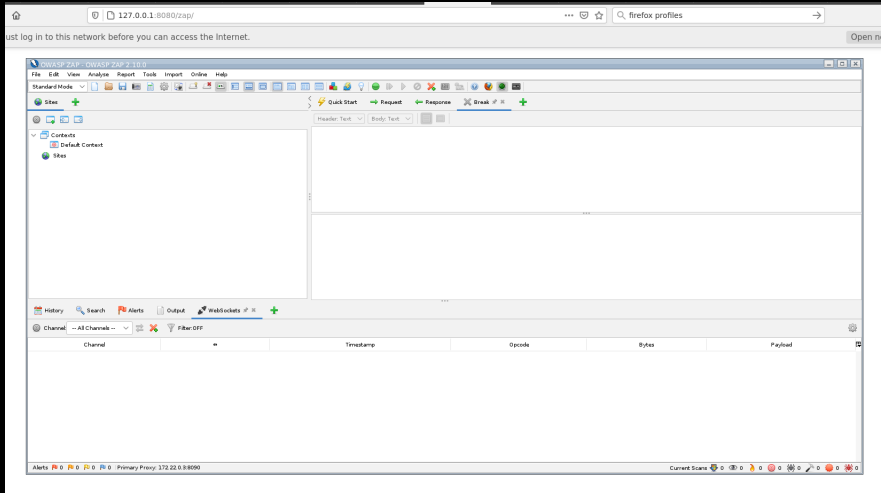 127.0.0.1:8080/zap/
firefox profiles
ust log in to this network before you can access the Internet.
Open n
OWASP ZAP - OWASP ZAP 2.10.0
File Edit View Analyse Report Tools Import Online Help
Standard Mode
Sites
Quick Start Request Response Break
Header: Text Body: Text
Contexts
Default Context
Sites
History Search Alerts Output WebSockets
Channel: -- All Channels -- Filter: OFF
Channel Timestamp Opcode Bytes Payload
Alerts 0 0 0 0 Primary Proxy: 172.22.0.3:8090 Current Scans 0 0 0 0 0 0 0 0